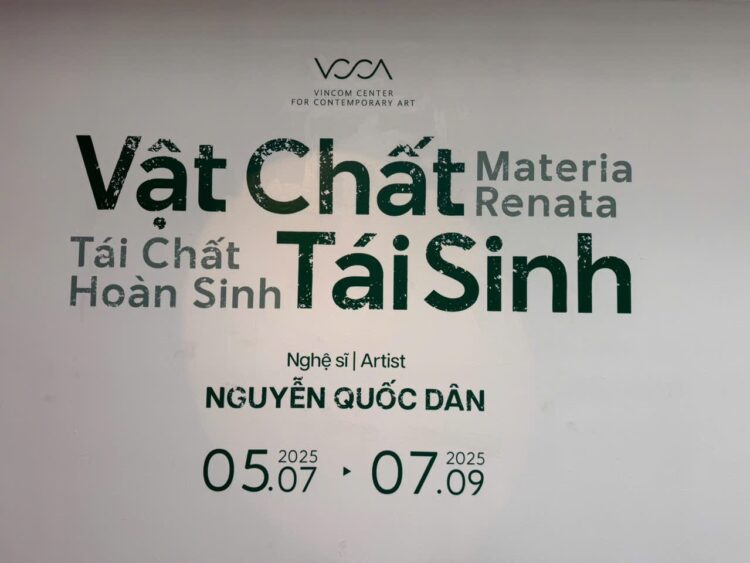 VCCA
VINCOM CENTER
FOR CONTEMPORARY ART
Vật Chất
Materia
Renata
Tái Chất
Hoàn Sinh
Tái Sinh
Nghệ sĩ | Artist
NGUYỄN QUỐC DÂN
05.07 2025 ▸ 07.09 2025